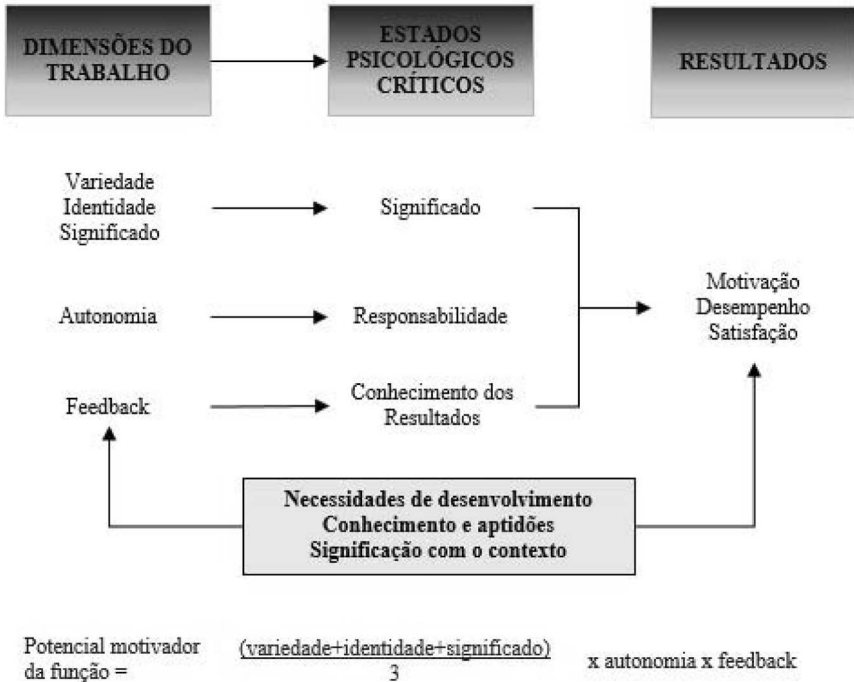 DIMENSÕES DO
TRABALHO
ESTADOS
PSICOLÓGICOS
CRÍTICOS
RESULTADOS
Variedade
Identidade
Significado
Significado
Autonomia
Responsabilidade
Feedback
Conhecimento dos
Resultados
Motivação
Desempenho
Satisfação
Necessidades de desenvolvimento
Conhecimento e aptidões
Significação com o contexto
Potencial motivador
da função =
(variedade+identidade+significado)
3
x autonomia x feedback